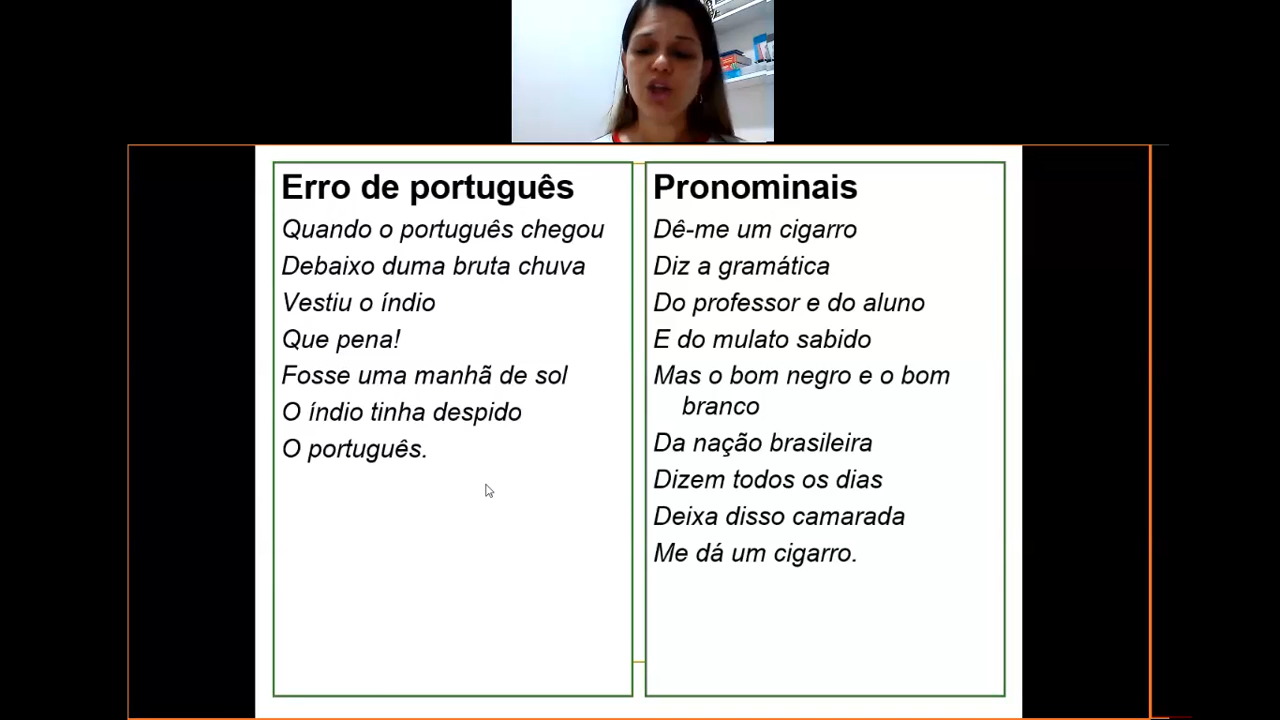 Erro de português
Quando o português chegou
Debaixo duma bruta chuva
Vestiu o índio
Que pena!
Fosse uma manhã de sol
O índio tinha despido
O português.
Pronominais
Dê-me um cigarro
Diz a gramática
Do professor e do aluno
E do mulato sabido
Mas o bom negro e o bom
branco
Da nação brasileira
Dizem todos os dias
Deixa disso camarada
Me dá um cigarro.